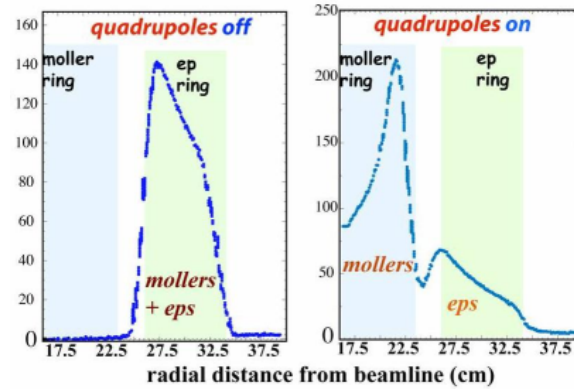 quadrupoles off
moller ring
ep ring
140
120
100
80
60
40
20
0
mollers + eps
17.5 22.5 27.5 32.5 37.5
quadrupoles on
moller ring
ep ring
250
200
150
100
50
0
mollers
eps
17.5 22.5 27.5 32.5 37.5
radial distance from beamline (cm)